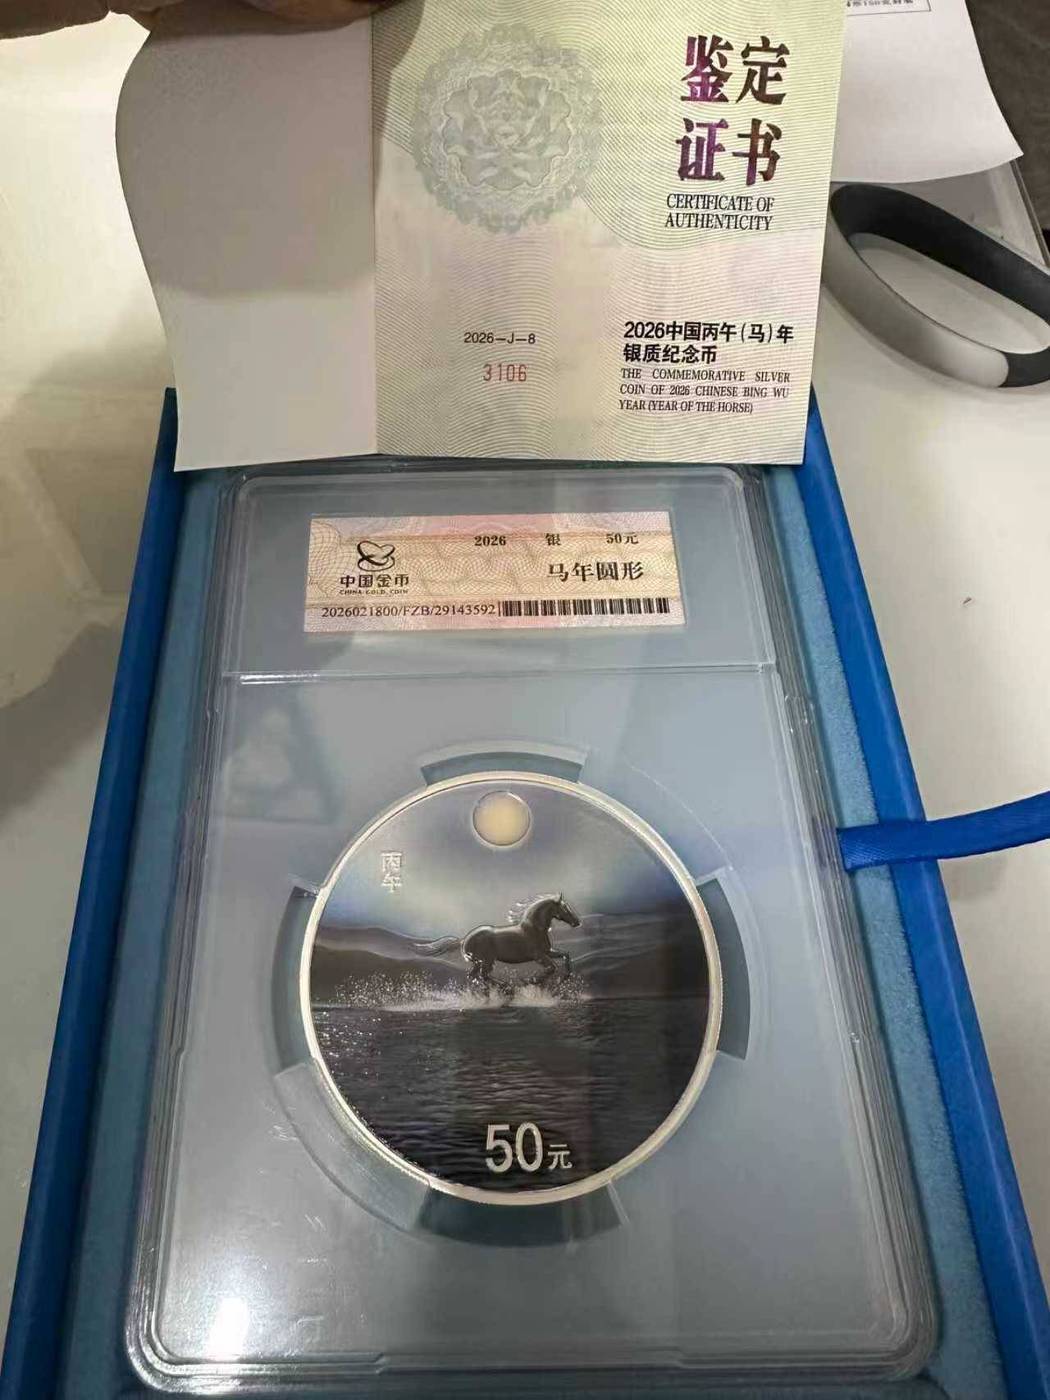 鉴定
证书
CERTIFICATE OF
AUTHENTICITY
2026-J-8
3106
2026中国丙午(马)年
银质纪念币
THE COMMEMORATIVE SILVER
COIN OF 2026 CHINESE BING WU
YEAR (YEAR OF THE HORSE)
2026 银 50元
马年圆形
中国金币
CHINA GOLD COIN
2026021800/FZB/29143592
丙午
50元